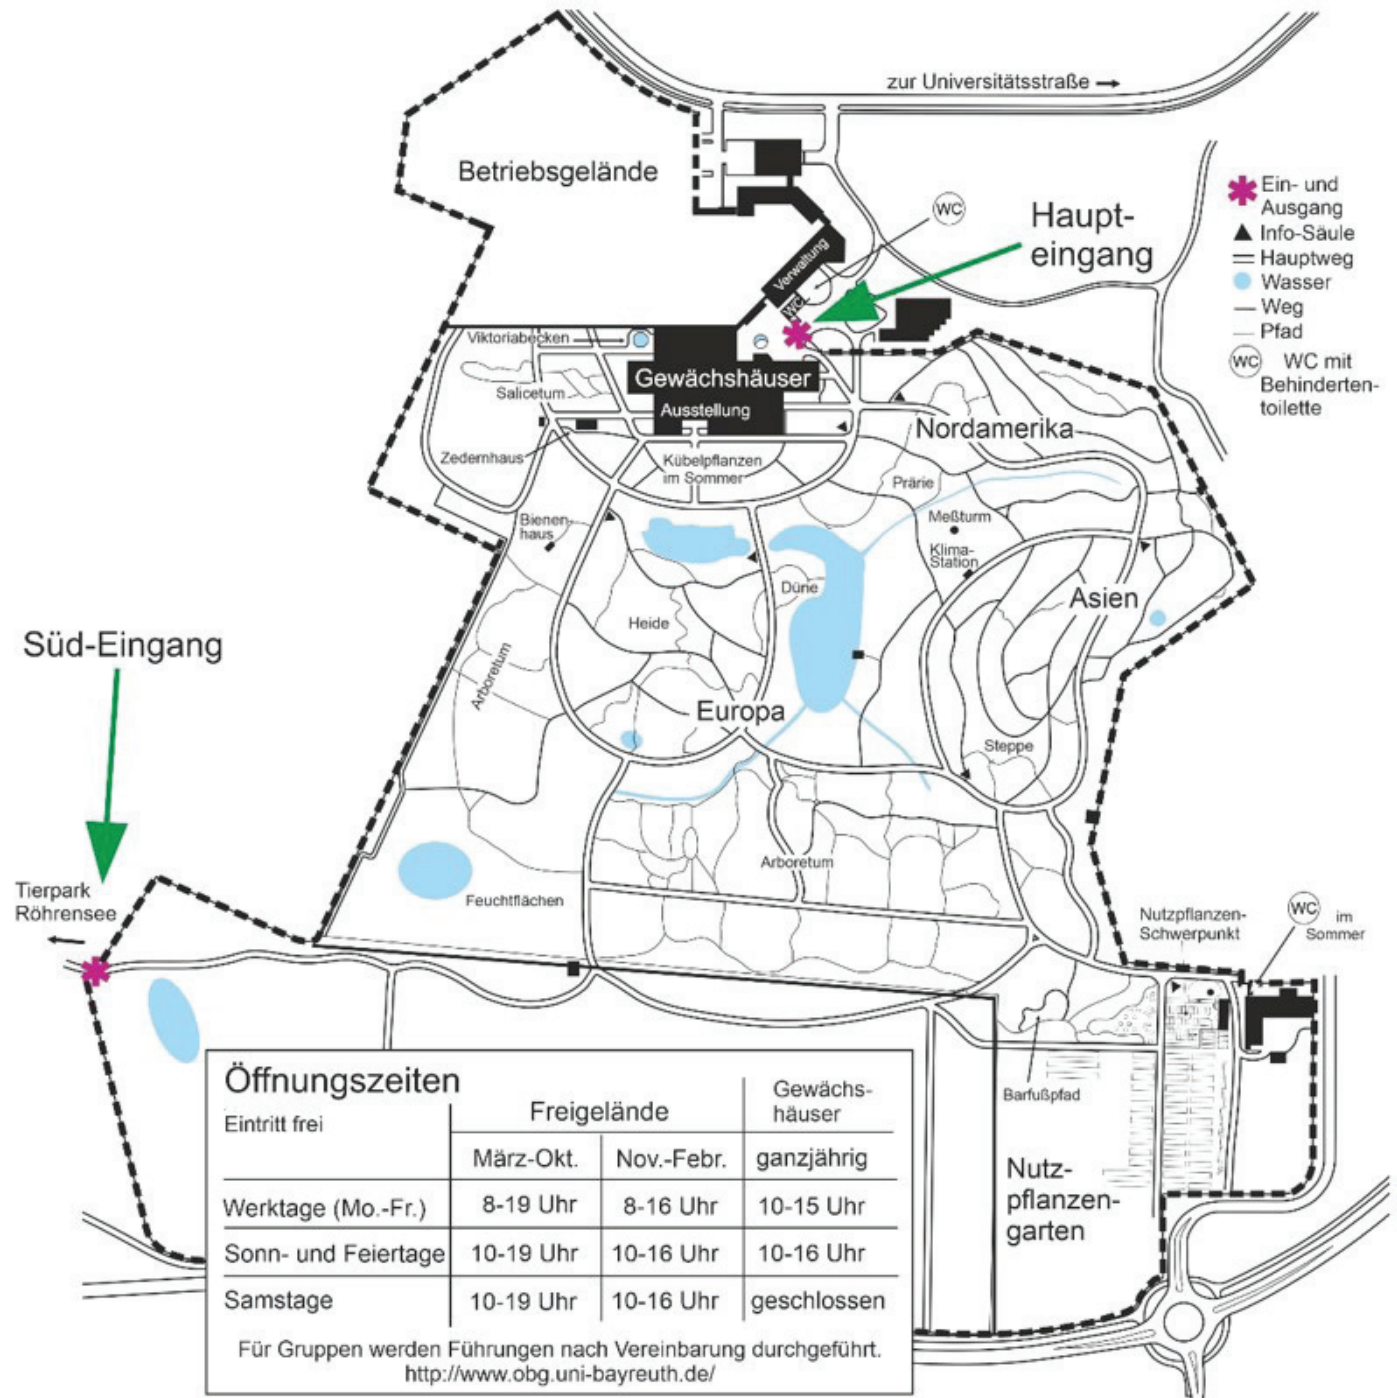 zur Universitätsstraße
Betriebsgelände
WC
Haupt-
eingang
Verwaltung
WC
Ein- und
Ausgang
Info-Säule
Hauptweg
Wasser
Weg
Pfad
WC WC mit
Behinderten-
toilette
Viktoriabecken
Gewächshäuser
Ausstellung
Salicetum
Nordamerika
Zedernhaus
Kübelpflanzen
im Sommer
Prärie
Bienen-
haus
Meßturm
Klima-
Station
Düne
Asien
Heide
Süd-Eingang
Arboretum
Europa
Steppe
Arboretum
Tierpark
Röhrensee
Feuchtflächen
Nutzpflanzen-
Schwerpunkt
WC im
Sommer
Barfußpfad
Nutz-
pflanzen-
garten
Öffnungszeiten
Eintritt frei
Freigelände
Gewächs-
häuser
März-Okt. Nov.-Febr. ganzjährig
Werktage (Mo.-Fr.) 8-19 Uhr 8-16 Uhr 10-15 Uhr
Sonn- und Feiertage 10-19 Uhr 10-16 Uhr 10-16 Uhr
Samstage 10-19 Uhr 10-16 Uhr geschlossen
Für Gruppen werden Führungen nach Vereinbarung durchgeführt.
http://www.obg.uni-bayreuth.de/